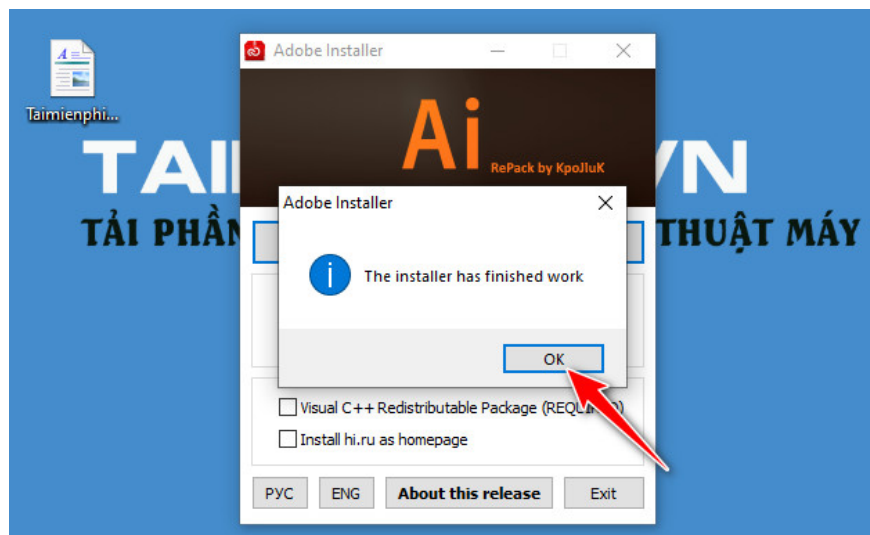 Adobe Installer
Taimienphi...
Ai
RePack by KpoJIuK
TAI VN
TẢI PHẦN THUẬT MÁY
Adobe Installer
The installer has finished work
OK
Visual C++ Redistributable Package
Install hi.ru as homepage
РУС ENG About this release Exit